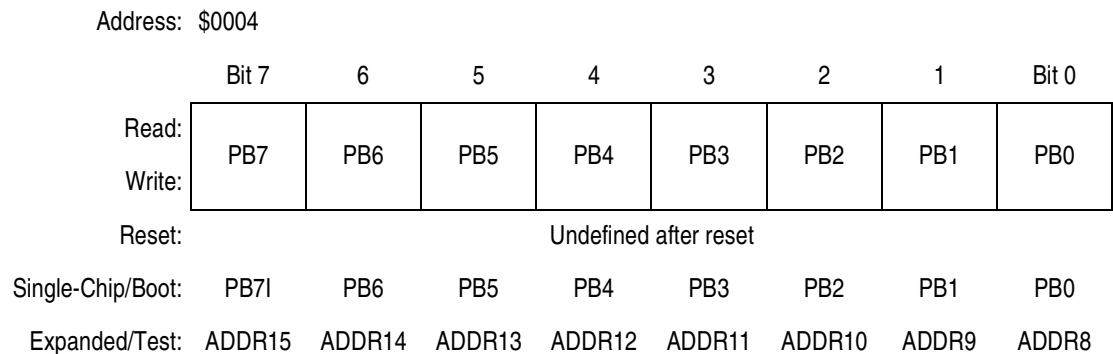 Address: $0004
Bit 7 6 5 4 3 2 1 Bit 0
Read:
PB7 PB6 PB5 PB4 PB3 PB2 PB1 PB0
Write:
Reset: Undefined after reset
Single-Chip/Boot: PB7I PB6 PB5 PB4 PB3 PB2 PB1 PB0
Expanded/Test: ADDR15 ADDR14 ADDR13 ADDR12 ADDR11 ADDR10 ADDR9 ADDR8